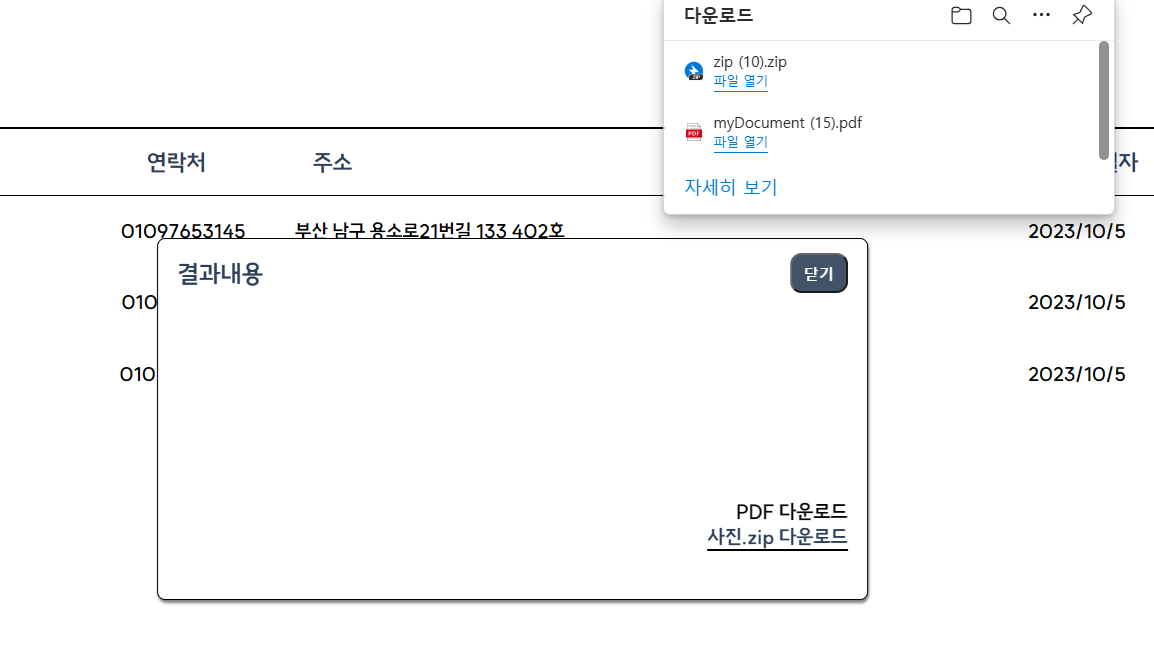 다운로드
zip (10).zip
파일 열기
myDocument (15).pdf
파일 열기
자세히 보기
연락처 주소
01097653145 부산 남구 용소로21번길 133 402호 2023/10/5
결과내용 닫기
010 2023/10/5
010 2023/10/5
PDF 다운로드
사진.zip 다운로드